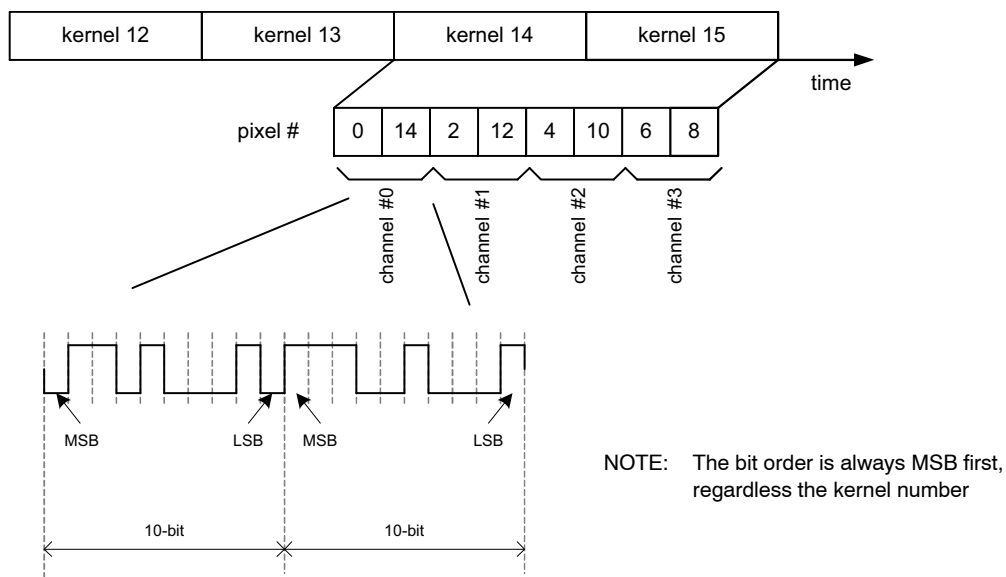 kernel 12 kernel 13 kernel 14 kernel 15
time
pixel # 0 14 2 12 4 10 6 8
channel #0 channel #1 channel #2 channel #3
MSB LSB MSB LSB
NOTE: The bit order is always MSB first,
regardless the kernel number
10-bit 10-bit